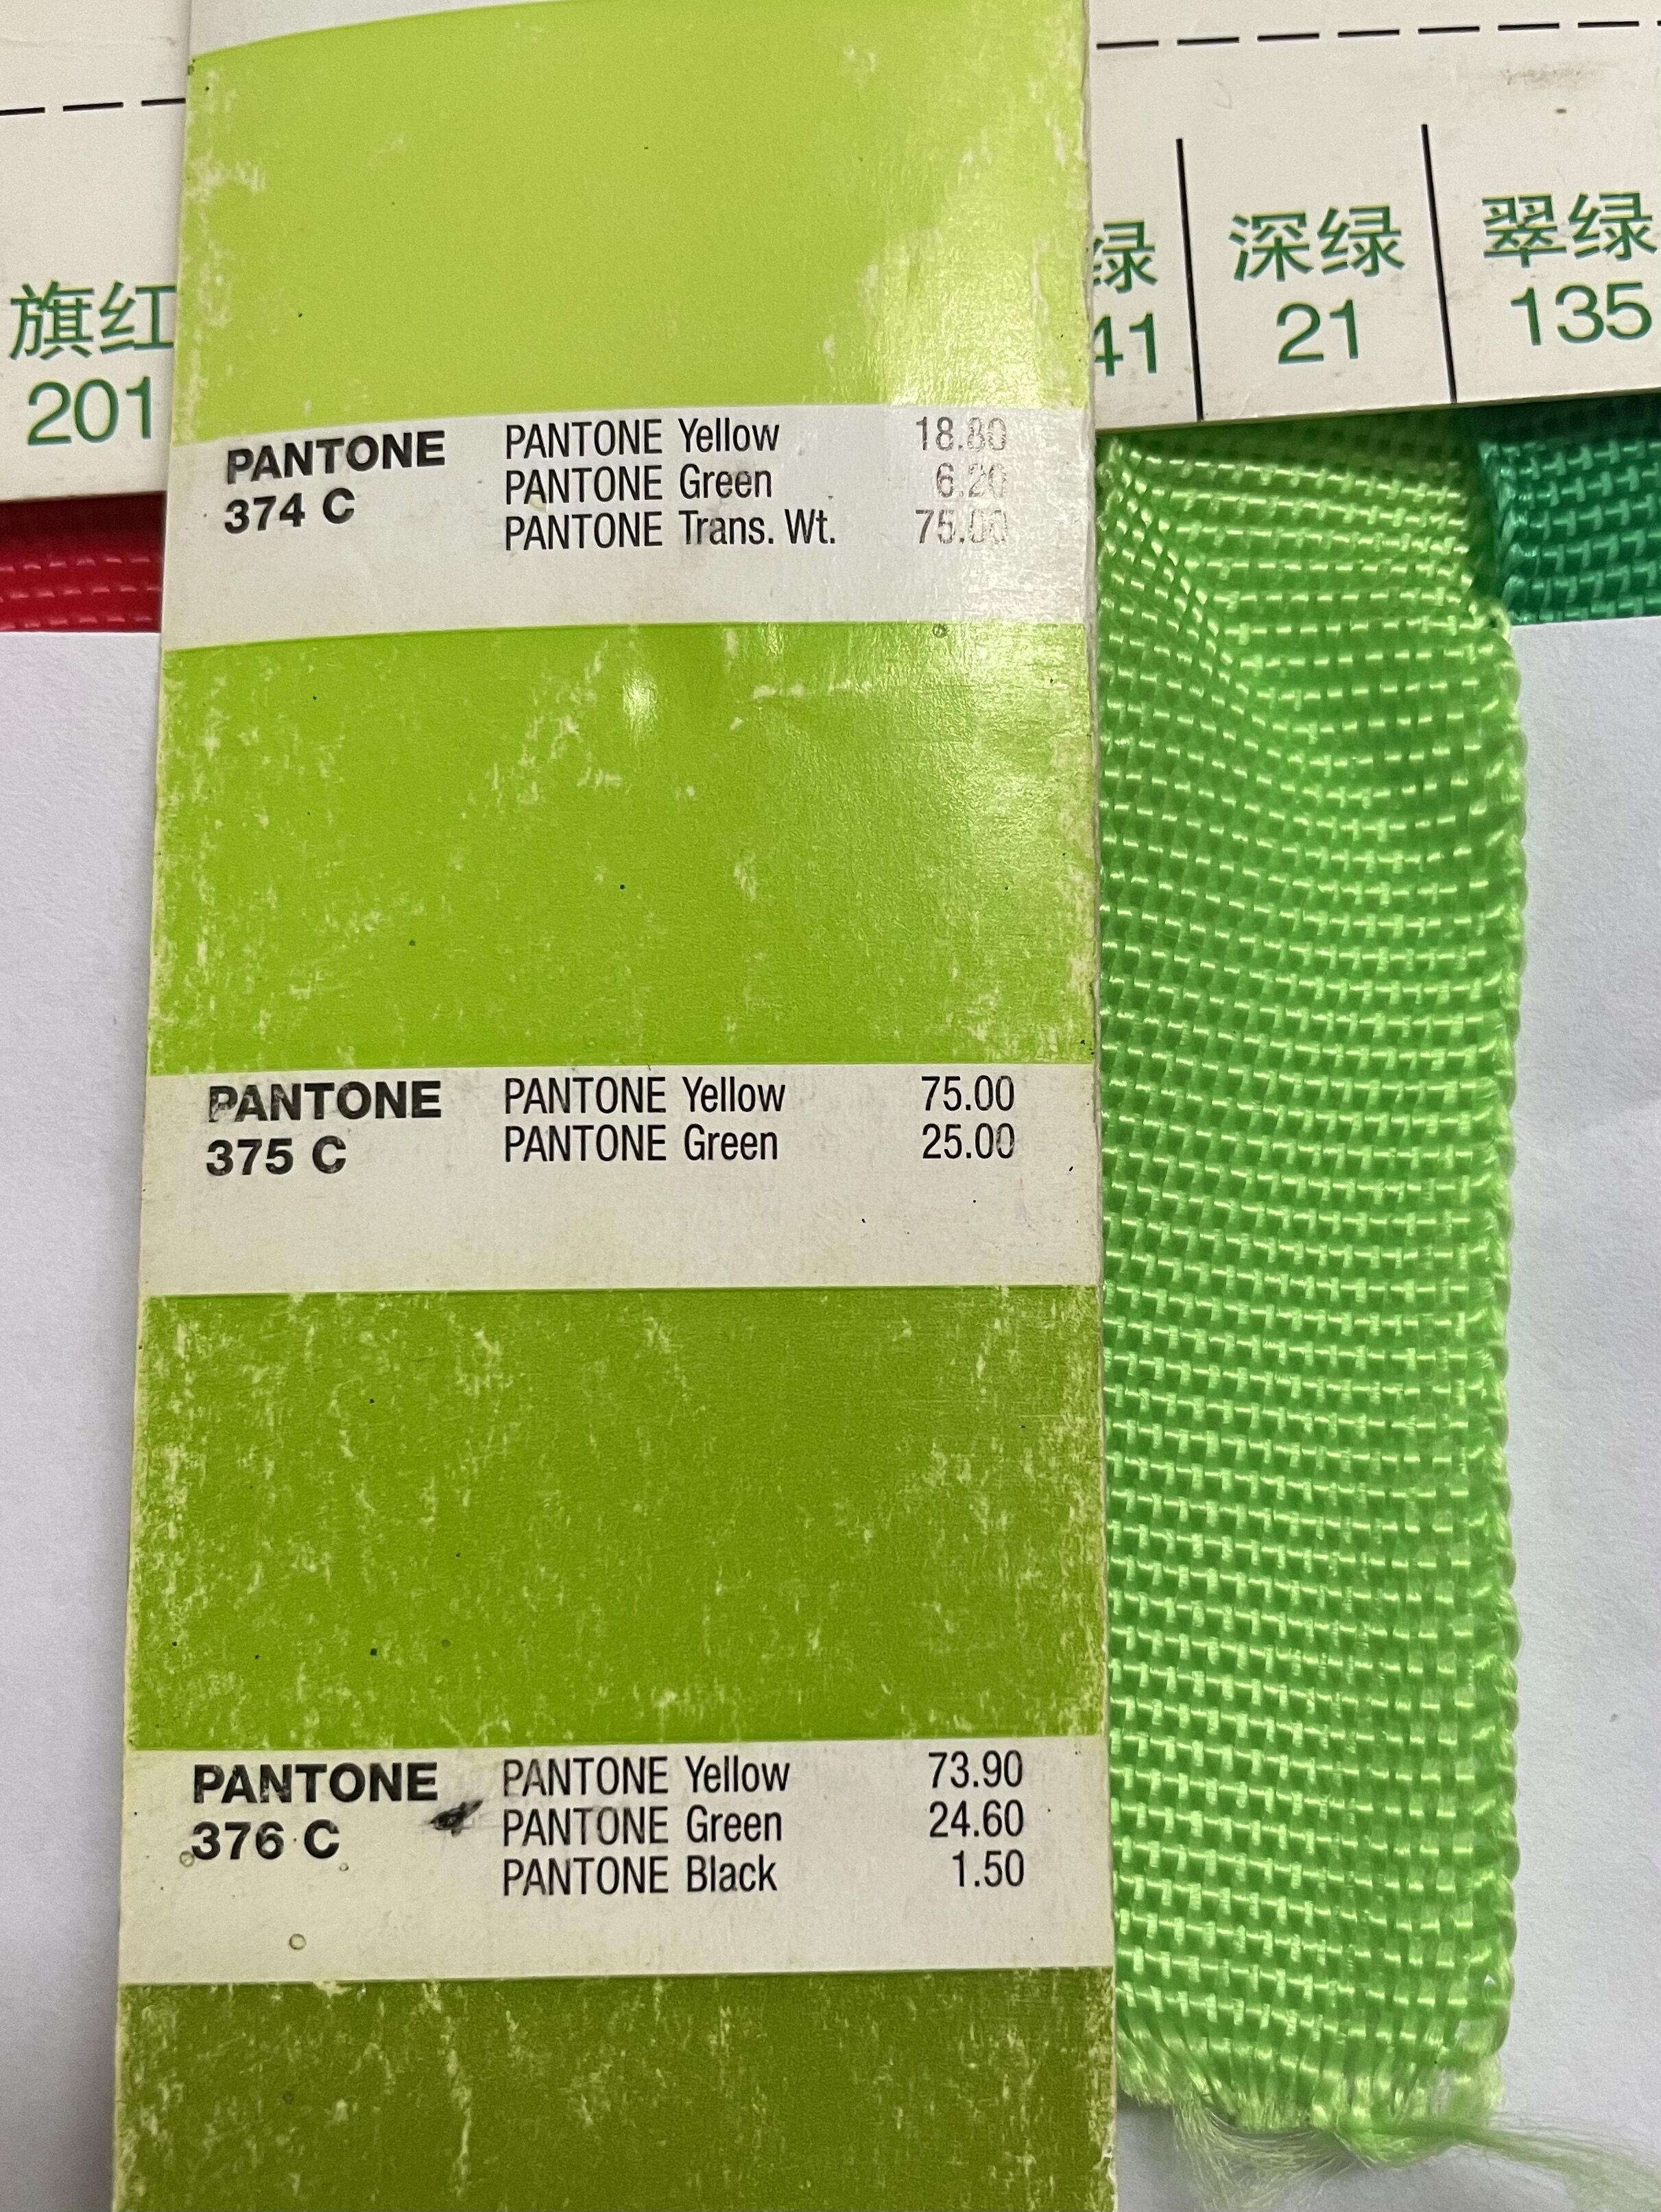 旗红
201
绿
41
深绿
21
翠绿
135
PANTONE
374 C
PANTONE Yellow 18.80
PANTONE Green 6.20
PANTONE Trans. Wt. 75.00
PANTONE
375 C
PANTONE Yellow 75.00
PANTONE Green 25.00
PANTONE
376 C
PANTONE Yellow 73.90
PANTONE Green 24.60
PANTONE Black 1.50